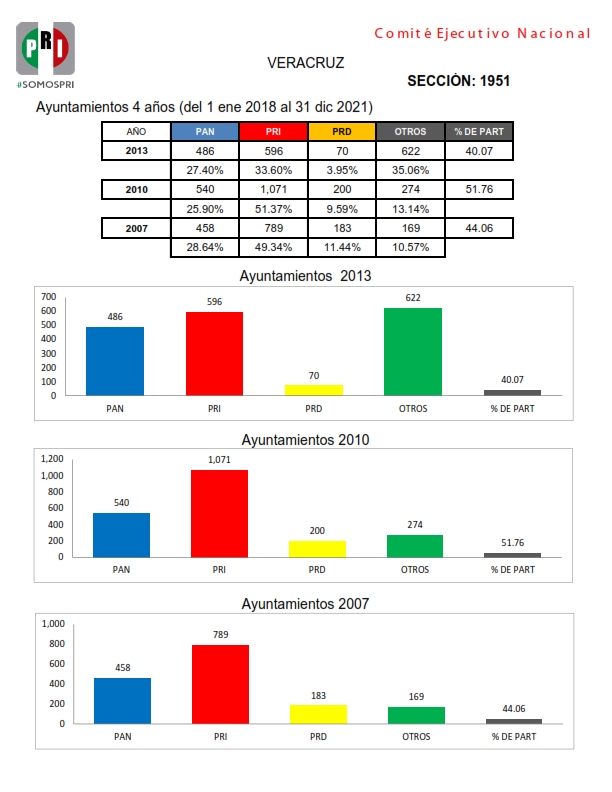 Comité Ejecutivo Nacional
PRI
#SOMOSPRI
VERACRUZ
SECCIÓN: 1951
Ayuntamientos 4 años (del 1 ene 2018 al 31 dic 2021)
AÑO PAN PRI PRD OTROS % DE PART
2013 486 596 70 622 40.07
27.40% 33.60% 3.95% 35.06%
2010 540 1,071 200 274 51.76
25.90% 51.37% 9.59% 13.14%
2007 458 789 183 169 44.06
28.64% 49.34% 11.44% 10.57%
Ayuntamientos 2013
700
600
500
400
300
200
100
0
486 596 70 622 40.07
PAN PRI PRD OTROS % DE PART
Ayuntamientos 2010
1,200
1,000
800
600
400
200
0
540 1,071 200 274 51.76
PAN PRI PRD OTROS % DE PART
Ayuntamientos 2007
1,000
800
600
400
200
0
458 789 183 169 44.06
PAN PRI PRD OTROS % DE PART